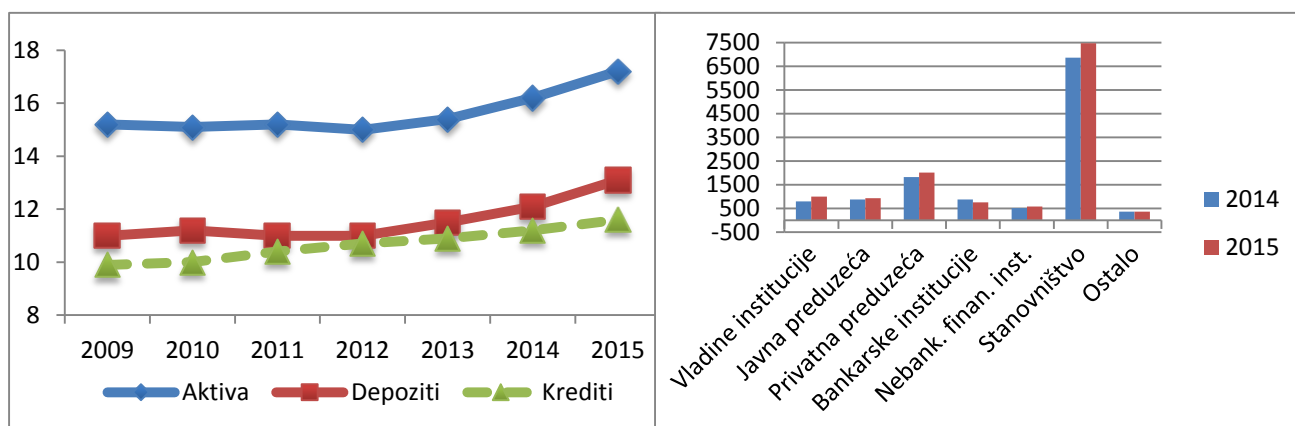 18
16
14
12
10
8
2009 2010 2011 2012 2013 2014 2015
Aktiva Depoziti Krediti
7500
6500
5500
4500
3500
2500
1500
500
-500
Vladine institucije
Javna preduzeća
Privatna preduzeća
Bankarske institucije
Nebank. finan. inst.
Stanovništvo
Ostalo
2014
2015